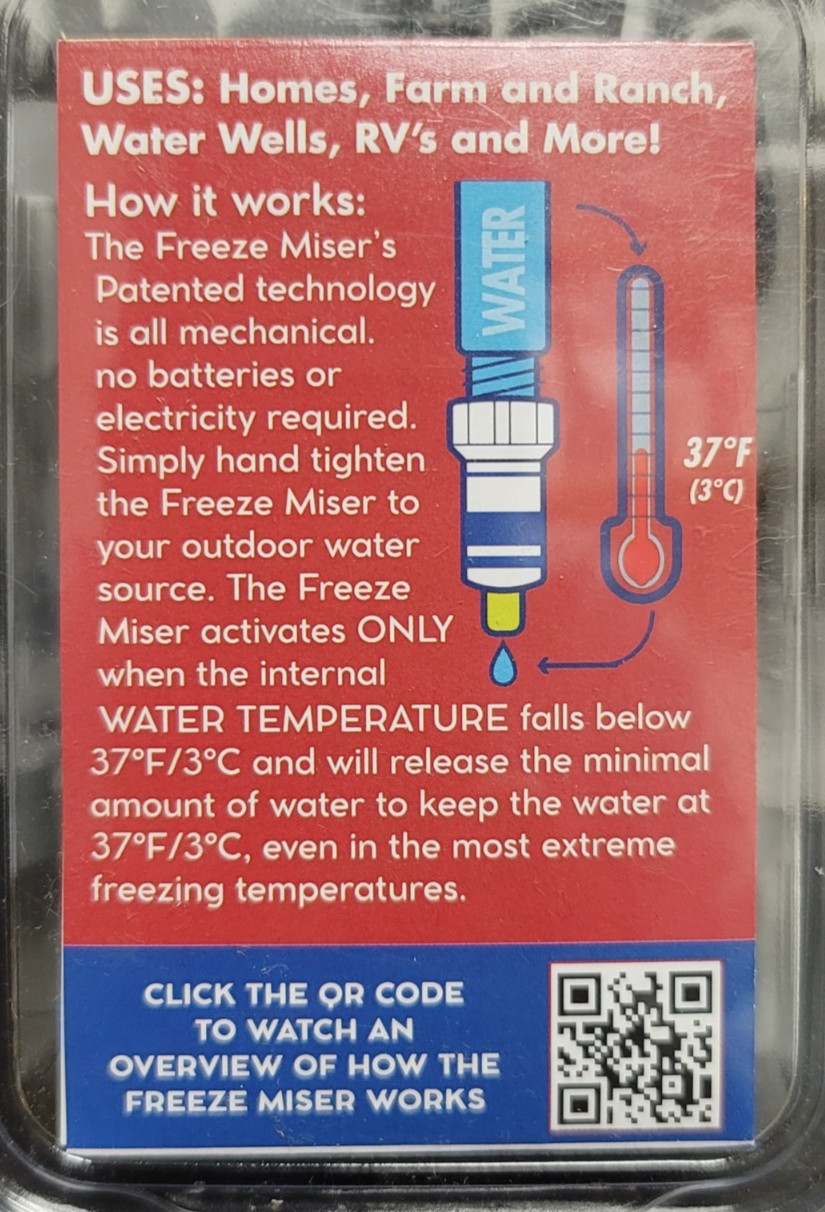 USES: Homes, Farm and Ranch,
Water Wells, RV's and More!
How it works:
The Freeze Miser's
Patented technology
is all mechanical.
no batteries or
electricity required.
Simply hand tighten
the Freeze Miser to
your outdoor water
source. The Freeze
Miser activates ONLY
when the internal
WATER TEMPERATURE falls below
37°F/3°C and will release the minimal
amount of water to keep the water at
37°F/3°C, even in the most extreme
freezing temperatures.
WATER
37°F
(3°C)
CLICK THE QR CODE
TO WATCH AN
OVERVIEW OF HOW THE
FREEZE MISER WORKS